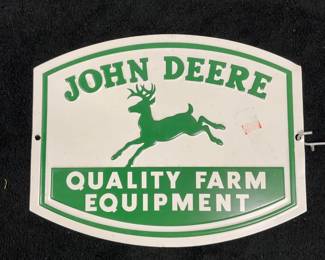 JOHN DEERE
QUALITY FARM
EQUIPMENT